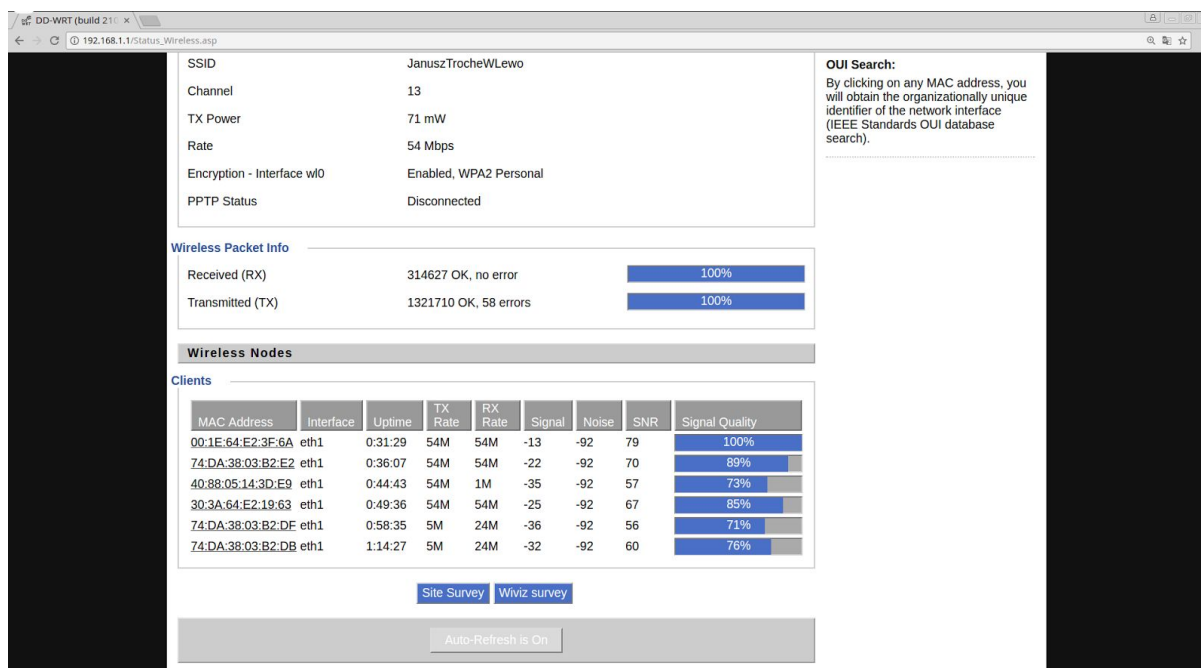 DD-WRT (build 210
192.168.1.1/Status_Wireless.asp
SSID JanuszTrocheWLewo
Channel 13
TX Power 71 mW
Rate 54 Mbps
Encryption - Interface wl0 Enabled, WPA2 Personal
PPTP Status Disconnected
OUI Search:
By clicking on any MAC address, you
will obtain the organizationally unique
identifier of the network interface
(IEEE Standards OUI database
search).
Wireless Packet Info
Received (RX) 314627 OK, no error 100%
Transmitted (TX) 1321710 OK, 58 errors 100%
Wireless Nodes
Clients
MAC Address Interface Uptime TX Rate RX Rate Signal Noise SNR Signal Quality
00:1E:64:E2:3F:6A eth1 0:31:29 54M 54M -13 -92 79 100%
74:DA:38:03:B2:E2 eth1 0:36:07 54M 54M -22 -92 70 89%
40:88:05:14:3D:E9 eth1 0:44:43 54M 1M -35 -92 57 73%
30:3A:64:E2:19:63 eth1 0:49:36 54M 54M -25 -92 67 85%
74:DA:38:03:B2:DF eth1 0:58:35 5M 24M -36 -92 56 71%
74:DA:38:03:B2:DB eth1 1:14:27 5M 24M -32 -92 60 76%
Site Survey Wiviz survey
Auto-Refresh is On